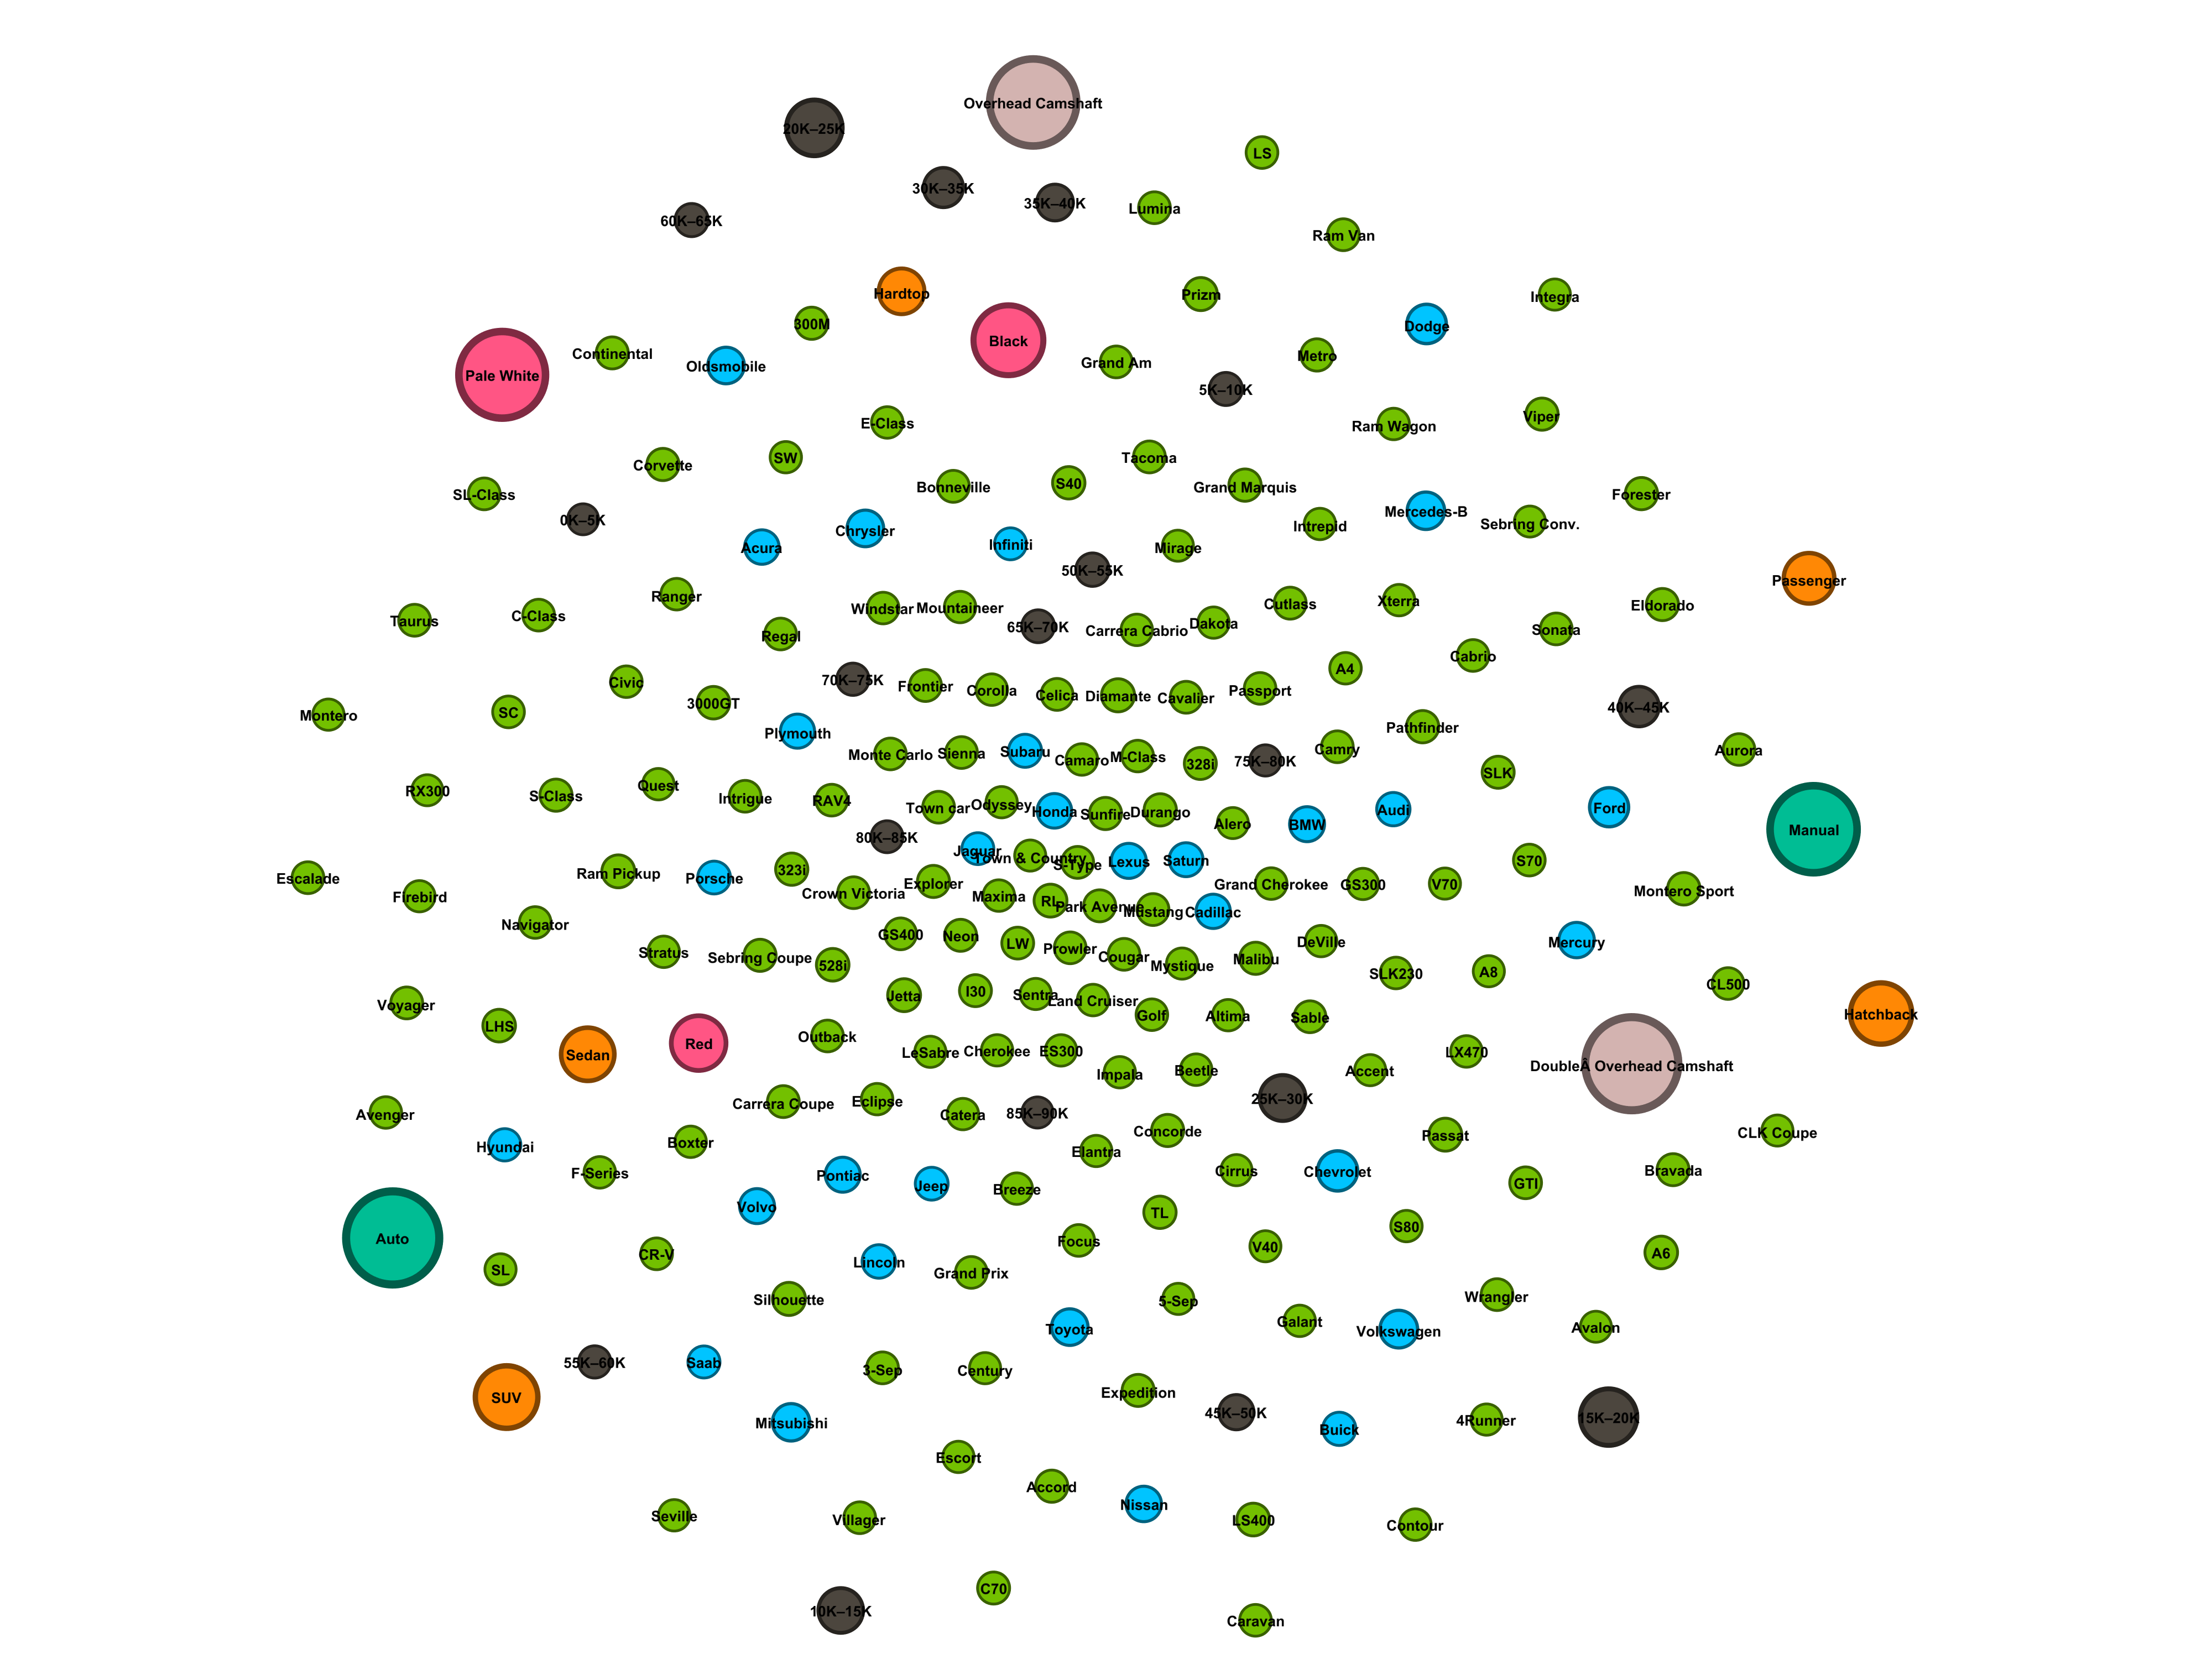 Overhead Camshaft
20K–25K
LS
30K–35K
35K–40K
Lumina
60K–65K
Ram Van
Hardtop
Prizm
Integra
300M
Dodge
Black
Metro
Continental
Oldsmobile
Grand Am
Pale White
5K–10K
E-Class
Ram Wagon
Viper
SW
Tacoma
Corvette
Bonneville
S40
Grand Marquis
SL-Class
Forester
Mercedes-B
0K–5K
Chrysler
Intrepid
Sebring Conv.
Acura
Infiniti
Mirage
50K–55K
Passenger
Ranger
Windstar
Mountaineer
Cutlass
Xterra
Eldorado
C-Class
Taurus
65K–70K
Carrera Cabrio
Dakota
Sonata
Regal
Cabrio
A4
Civic
70K–75K
Frontier
Corolla
Celica
Diamante
Cavalier
Passport
3000GT
40K–45K
SC
Montero
Plymouth
Pathfinder
Monte Carlo
Sienna
Subaru
Camaro
M-Class
328i
75K–80K
Camry
Aurora
SLK
RX300
S-Class
Quest
Intrigue
RAV4
Town car
Odyssey
Honda
Sunfire
Durango
Alero
BMW
Audi
Ford
Manual
80K–85K
Jaguar
Town & Country
S-Type
Lexus
Saturn
S70
Escalade
Ram Pickup
Porsche
323i
Crown Victoria
Explorer
Maxima
RL
Park Avenue
Mustang
Cadillac
Grand Cherokee
GS300
V70
Montero Sport
Firebird
Navigator
GS400
Neon
LW
Prowler
Cougar
Mystique
Malibu
DeVille
Mercury
Stratus
Sebring Coupe
528i
SLK230
A8
CL500
Voyager
Jetta
I30
Sentra
Land Cruiser
Golf
Altima
Sable
Hatchback
LHS
Sedan
Red
Outback
LeSabre
Cherokee
ES300
Impala
Beetle
Accent
LX470
DoubleÂ Overhead Camshaft
Avenger
Carrera Coupe
Eclipse
Catera
85K–90K
25K–30K
Concorde
Passat
CLK Coupe
Hyundai
Boxter
Elantra
F-Series
Pontiac
Jeep
Breeze
Cirrus
Chevrolet
Bravada
GTI
Volvo
TL
Auto
Focus
V40
S80
A6
CR-V
SL
Lincoln
Grand Prix
Silhouette
5-Sep
Wrangler
Toyota
Galant
Volkswagen
Avalon
55K–60K
Saab
3-Sep
Century
SUV
Expedition
Mitsubishi
45K–50K
Buick
4Runner
15K–20K
Escort
Accord
Seville
Villager
Nissan
LS400
Contour
C70
10K–15K
Caravan